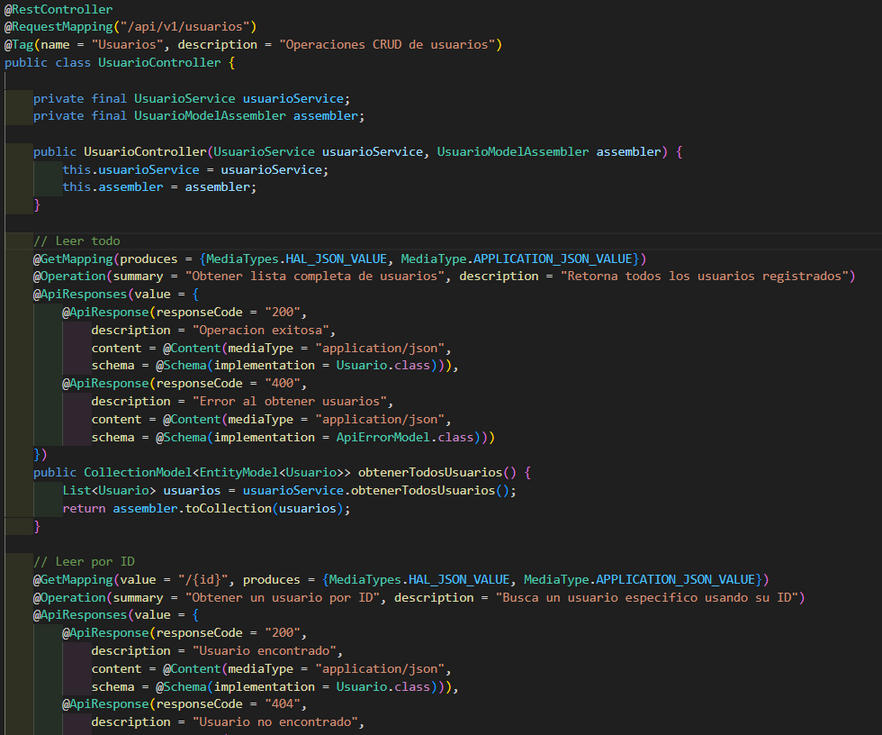 @RestController
@RequestMapping("/api/v1/usuarios")
@Tag(name = "Usuarios", description = "Operaciones CRUD de usuarios")
public class UsuarioController {
private final UsuarioService usuarioService;
private final UsuarioModelAssembler assembler;
public UsuarioController(UsuarioService usuarioService, UsuarioModelAssembler assembler) {
this.usuarioService = usuarioService;
this.assembler = assembler;
}
// Leer todo
@GetMapping(produces = {MediaTypes.HAL_JSON_VALUE, MediaType.APPLICATION_JSON_VALUE})
@Operation(summary = "Obtener lista completa de usuarios", description = "Retorna todos los usuarios registrados")
@ApiResponses(value = {
@ApiResponse(responseCode = "200",
description = "Operacion exitosa",
content = @Content(mediaType = "application/json",
schema = @Schema(implementation = Usuario.class))),
@ApiResponse(responseCode = "400",
description = "Error al obtener usuarios",
content = @Content(mediaType = "application/json",
schema = @Schema(implementation = ApiErrorModel.class)))
})
public CollectionModel<EntityModel<Usuario>> obtenerTodosUsuarios() {
List<Usuario> usuarios = usuarioService.obtenerTodosUsuarios();
return assembler.toCollection(usuarios);
}
// Leer por ID
@GetMapping(value = "/{id}", produces = {MediaTypes.HAL_JSON_VALUE, MediaType.APPLICATION_JSON_VALUE})
@Operation(summary = "Obtener un usuario por ID", description = "Busca un usuario especifico usando su ID")
@ApiResponses(value = {
@ApiResponse(responseCode = "200",
description = "Usuario encontrado",
content = @Content(mediaType = "application/json",
schema = @Schema(implementation = Usuario.class))),
@ApiResponse(responseCode = "404",
description = "Usuario no encontrado",